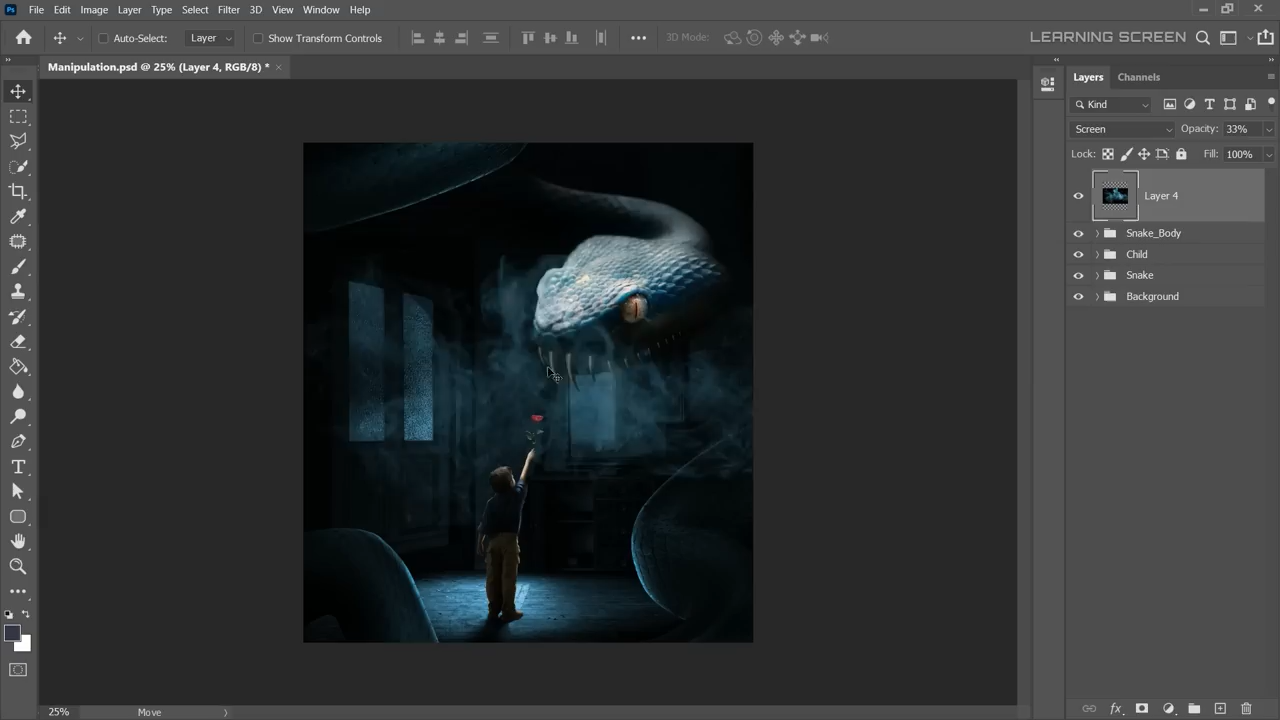 Ps File Edit Image Layer Type Select Filter 3D View Window Help
Auto-Select: Layer Show Transform Controls 3D Mode: LEARNING SCREEN
Manipulation.psd @ 25% (Layer 4, RGB/8) *
Layers Channels
Kind
Screen Opacity: 33%
Lock: Fill: 100%
Layer 4
Snake_Body
Child
Snake
Background
25% Move